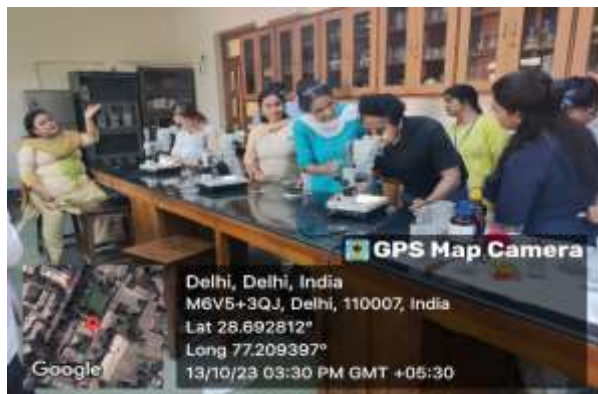 GPS Map Camera
Delhi, Delhi, India
M6V5+3QJ, Delhi, 110007, India
Lat 28.692812°
Long 77.209397°
13/10/23 03:30 PM GMT +05:30
Google